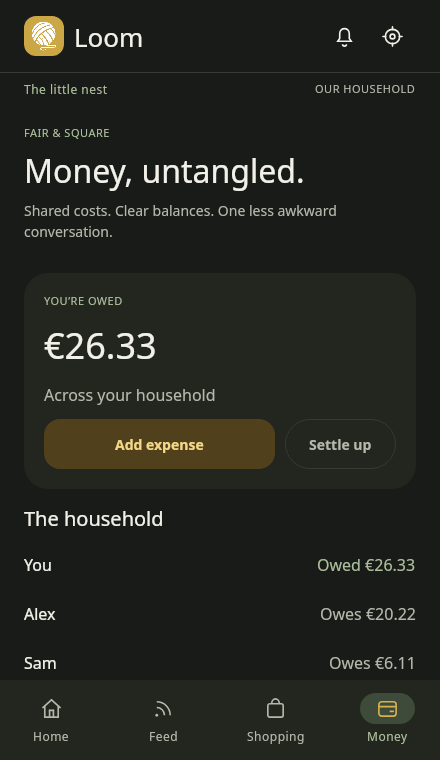 Loom
The little nest
OUR HOUSEHOLD
FAIR & SQUARE
Money, untangled.
Shared costs. Clear balances. One less awkward
conversation.
YOU'RE OWED
€26.33
Across your household
Add expense
Settle up
The household
You
Owed €26.33
Alex
Owes €20.22
Sam
Owes €6.11
Home
Feed
Shopping
Money